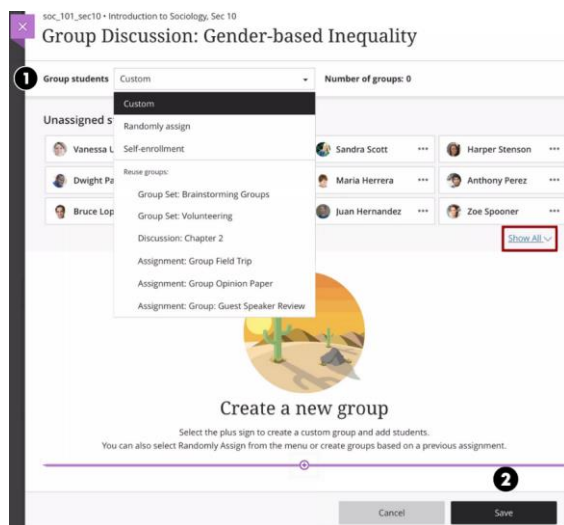 soc_101_sec10 • Introduction to Sociology, Sec 10
Group Discussion: Gender-based Inequality
1 Group students Custom Number of groups: 0
Custom
Randomly assign
Self-enrollment
Reuse groups:
Group Set: Brainstorming Groups
Group Set: Volunteering
Discussion: Chapter 2
Assignment: Group Field Trip
Assignment: Group Opinion Paper
Assignment: Group: Guest Speaker Review
Unassigned s
Vanessa L Sandra Scott Harper Stenson
Dwight Pa Maria Herrera Anthony Perez
Bruce Lop Juan Hernandez Zoe Spooner
Show All
Create a new group
Select the plus sign to create a custom group and add students.
You can also select Randomly Assign from the menu or create groups based on a previous assignment.
2
Cancel Save